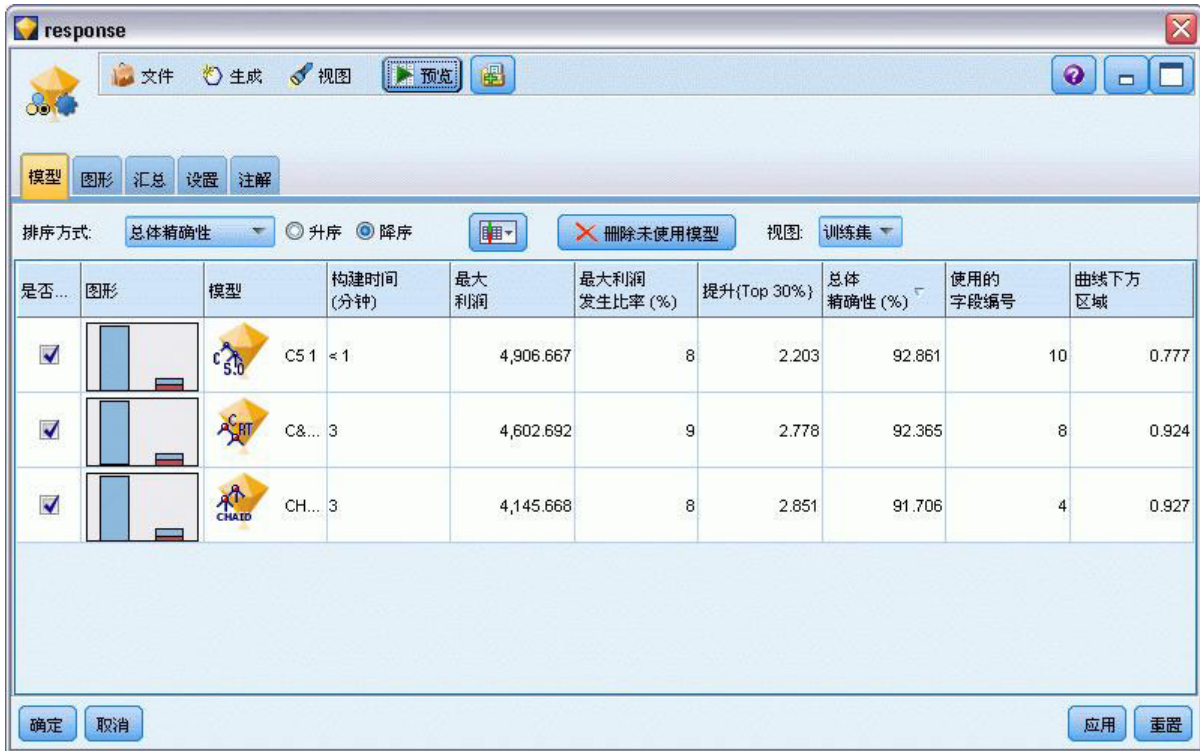 response
文件 生成 视图 预览
模型 图形 汇总 设置 注解
排序方式: 总体精确性 升序 降序 删除未使用模型 视图: 训练集
是否... 图形 模型 构建时间 (分钟) 最大 利润 最大利润 发生比率 (%) 提升{Top 30%} 总体 精确性 (%) 使用的 字段编号 曲线下方 区域
C 5.0 C5 1 < 1 4,906.667 8 2.203 92.861 10 0.777
C RT C&... 3 4,602.692 9 2.778 92.365 8 0.924
CHAID CH... 3 4,145.668 8 2.851 91.706 4 0.927
确定 取消 应用 重置